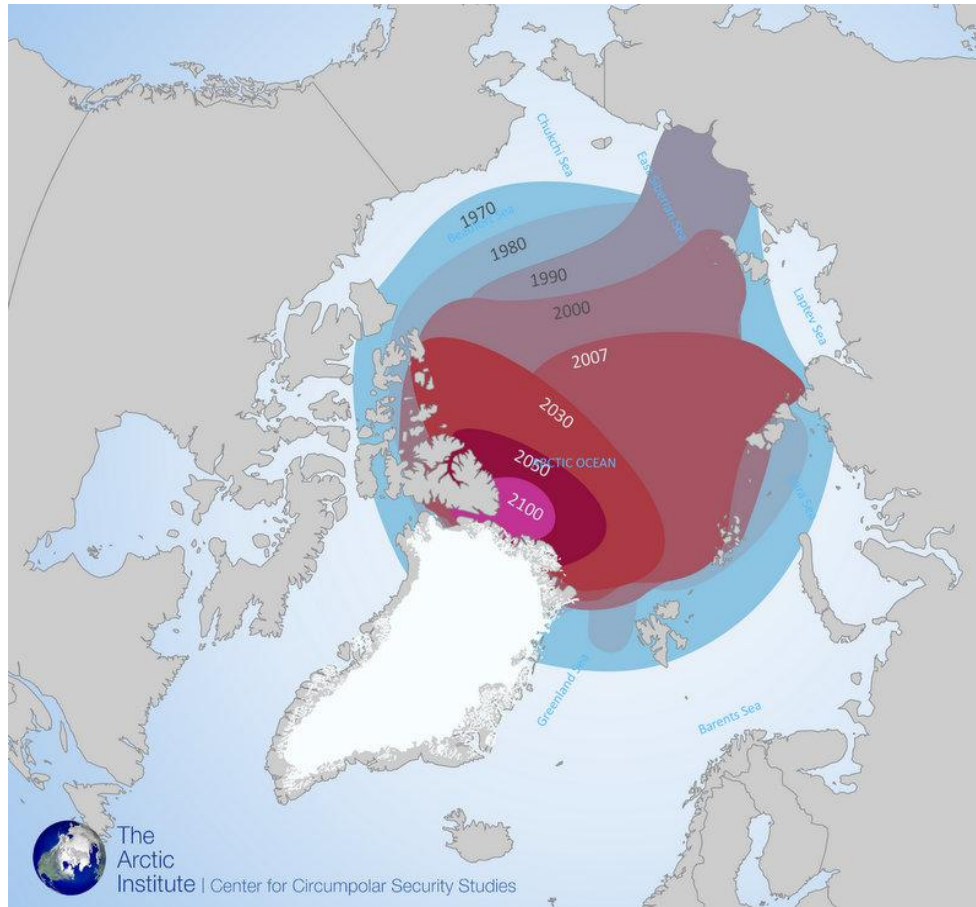 Chukchi Sea
East Siberian Sea
1970
Beaufort Sea
1980
1990
2000
Laptev Sea
2007
2030
2050
ARCTIC OCEAN
2100
Kara Sea
Greenland Sea
Barents Sea
The
Arctic
Institute | Center for Circumpolar Security Studies